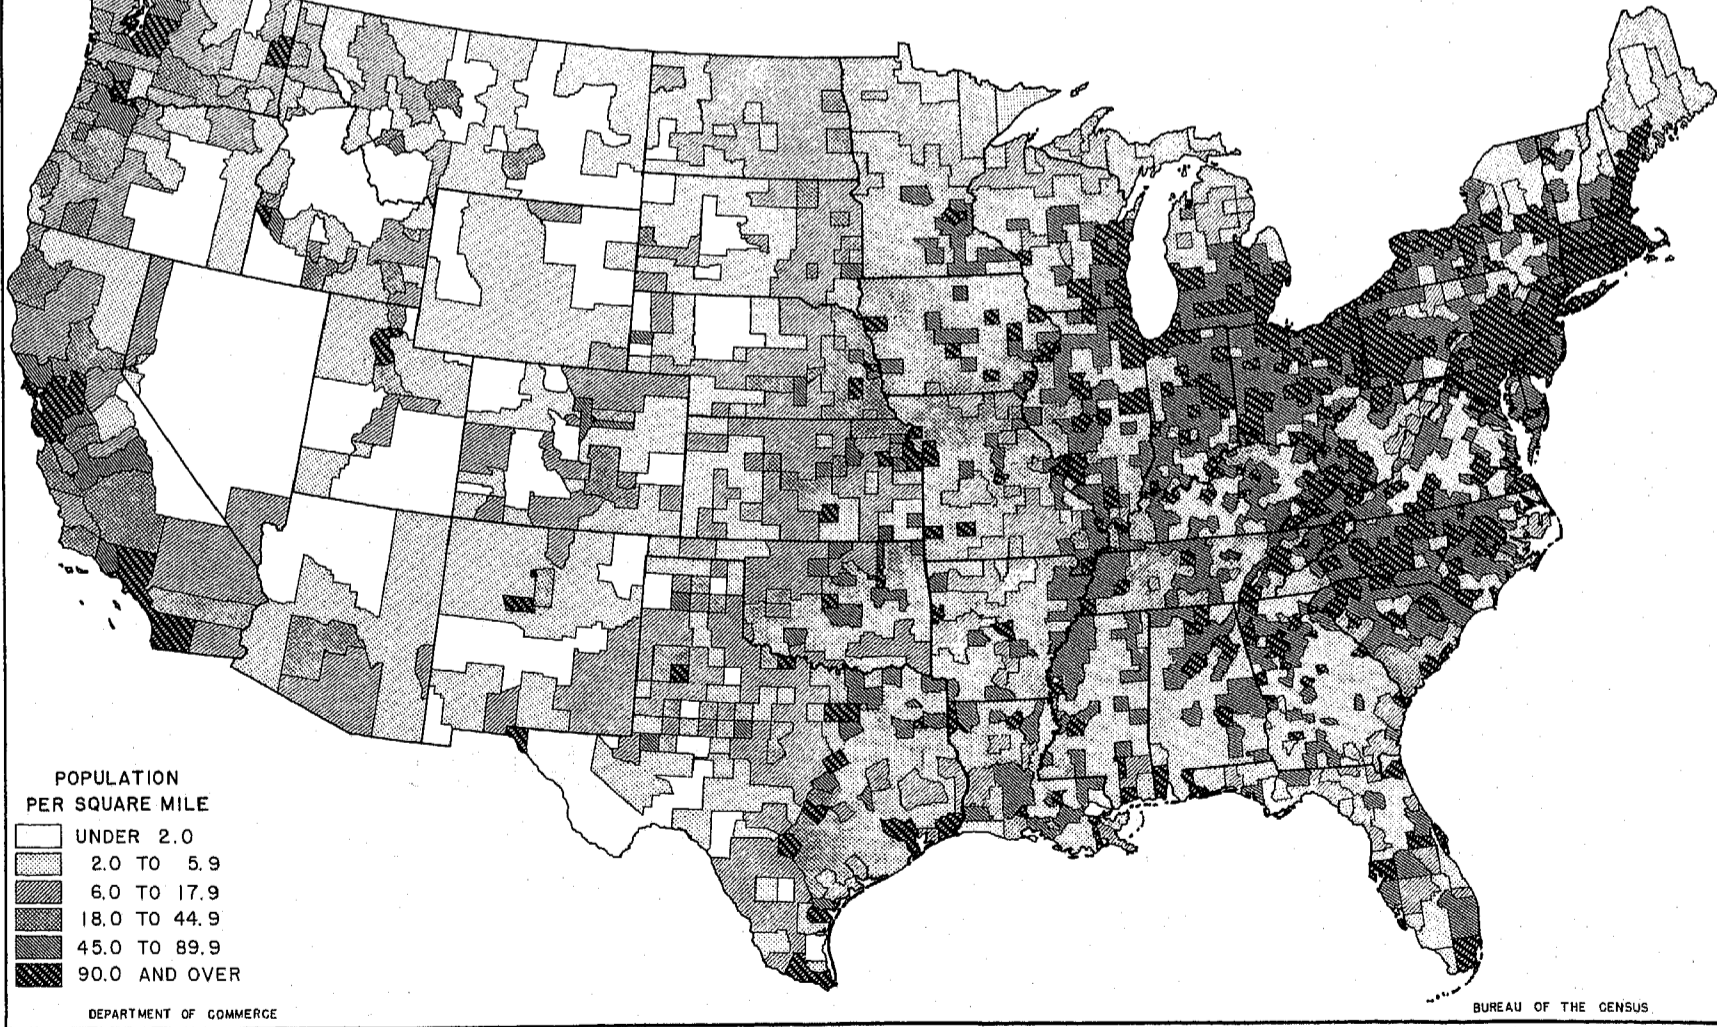 POPULATION
PER SQUARE MILE
UNDER 2.0
2.0 TO 5.9
6.0 TO 17.9
18.0 TO 44.9
45.0 TO 89.9
90.0 AND OVER
DEPARTMENT OF COMMERCE
BUREAU OF THE CENSUS